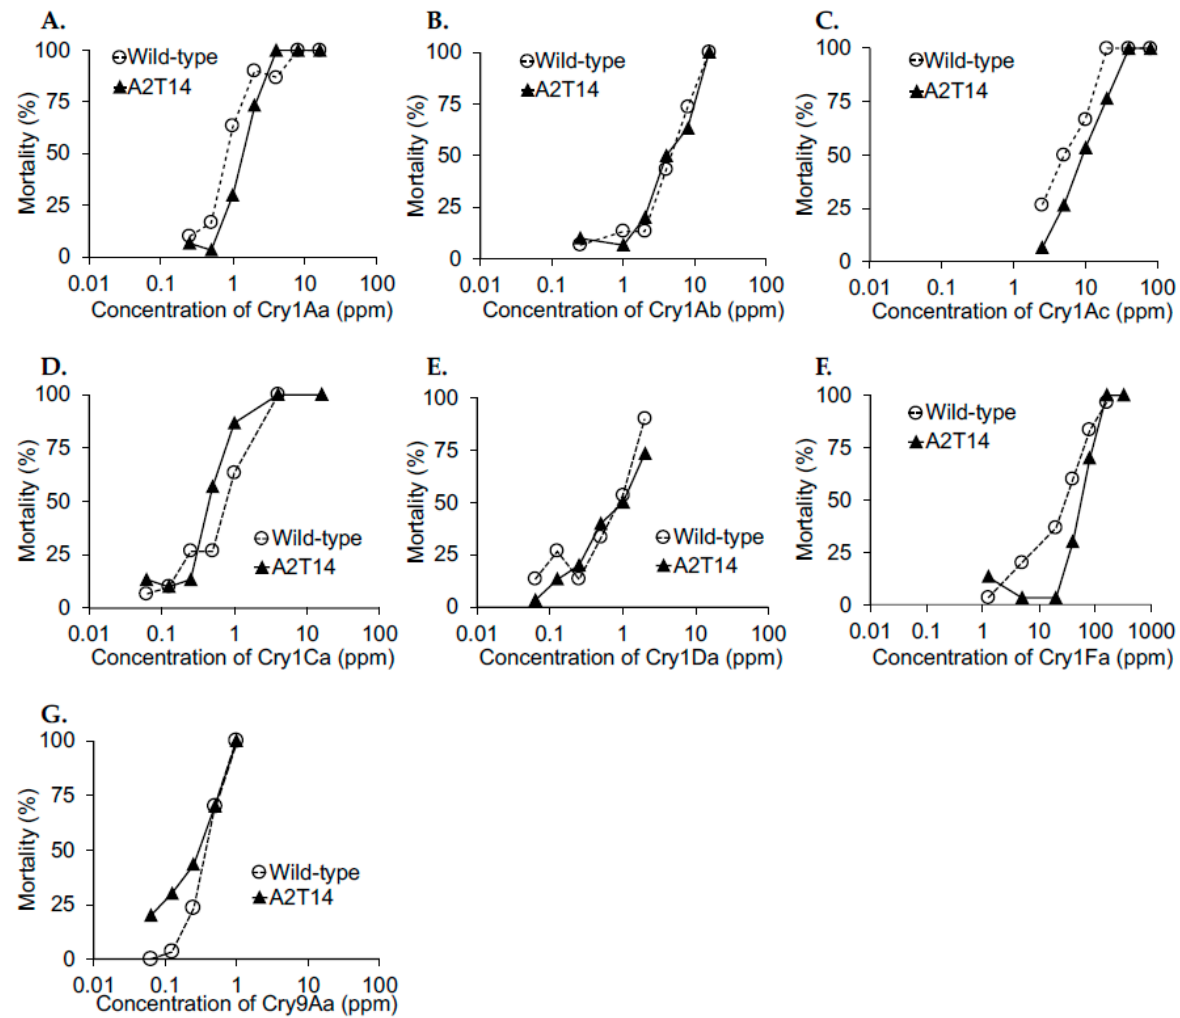 A.
100
75
50
25
0
Mortality (%)
Wild-type
A2T14
0.01 0.1 1 10 100
Concentration of Cry1Aa (ppm)
B.
100
75
50
25
0
Mortality (%)
Wild-type
A2T14
0.01 0.1 1 10 100
Concentration of Cry1Ab (ppm)
C.
100
75
50
25
0
Mortality (%)
Wild-type
A2T14
0.01 0.1 1 10 100
Concentration of Cry1Ac (ppm)
D.
100
75
50
25
0
Mortality (%)
Wild-type
A2T14
0.01 0.1 1 10 100
Concentration of Cry1Ca (ppm)
E.
100
75
50
25
0
Mortality (%)
Wild-type
A2T14
0.01 0.1 1 10 100
Concentration of Cry1Da (ppm)
F.
100
75
50
25
0
Mortality (%)
Wild-type
A2T14
0.01 0.1 1 10 100 1000
Concentration of Cry1Fa (ppm)
G.
100
75
50
25
0
Mortality (%)
Wild-type
A2T14
0.01 0.1 1 10 100
Concentration of Cry9Aa (ppm)